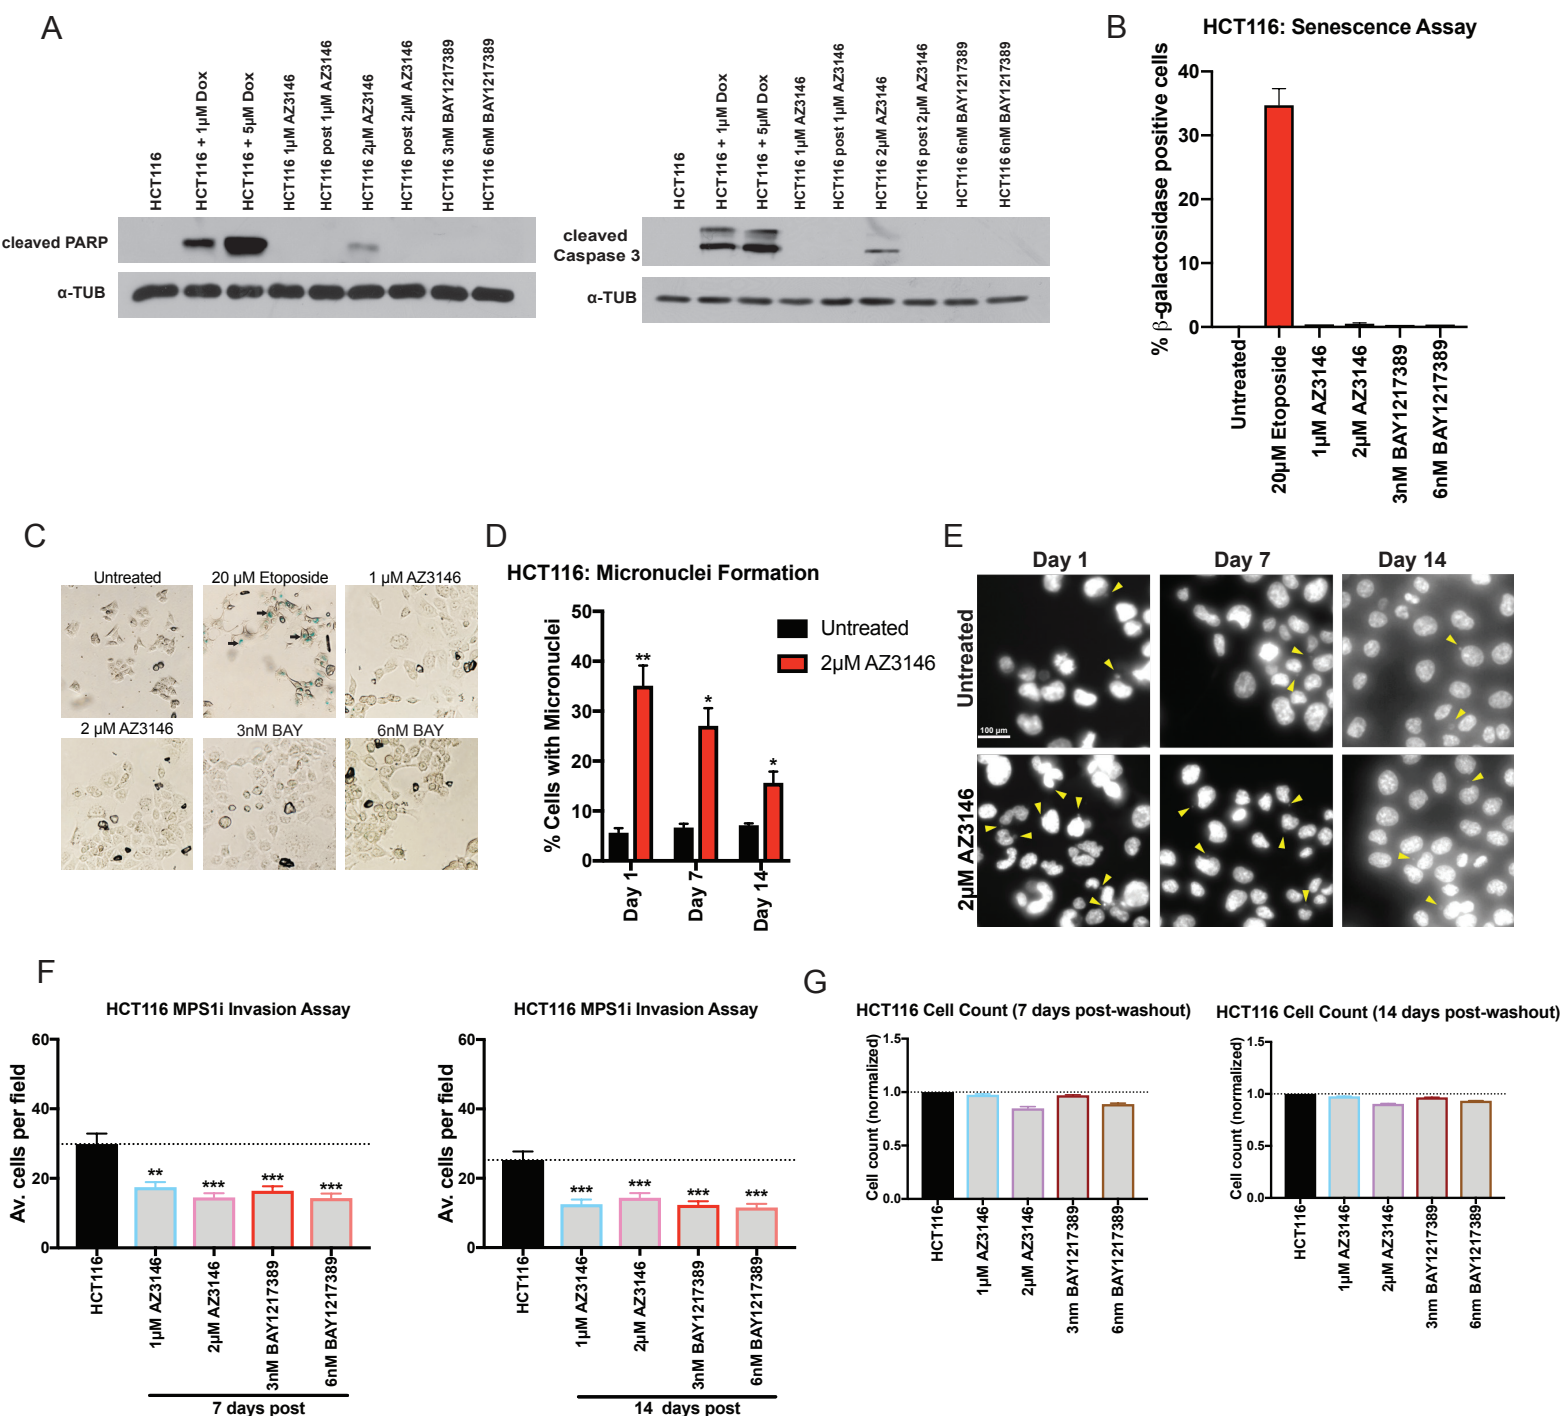 A
HCT116
HCT116 + 1µM Dox
HCT116 + 5µM Dox
HCT116 1µM AZ3146
HCT116 post 1µM AZ3146
HCT116 2µM AZ3146
HCT116 post 2µM AZ3146
HCT116 3nM BAY1217389
HCT116 6nM BAY1217389
cleaved PARP
α-TUB
HCT116
HCT116 + 1µM Dox
HCT116 + 5µM Dox
HCT116 1µM AZ3146
HCT116 post 1µM AZ3146
HCT116 2µM AZ3146
HCT116 post 2µM AZ3146
HCT116 6nM BAY1217389
HCT116 6nM BAY1217389
cleaved
Caspase 3
α-TUB
B
HCT116: Senescence Assay
% β-galactosidase positive cells
40
30
20
10
0
Untreated
20µM Etoposide
1µM AZ3146
2µM AZ3146
3nM BAY1217389
6nM BAY1217389
C
Untreated
20 µM Etoposide
1 µM AZ3146
2 µM AZ3146
3nM BAY
6nM BAY
D
HCT116: Micronuclei Formation
% Cells with Micronuclei
50
40
30
20
10
0
**
*
*
Untreated
2µM AZ3146
Day 1
Day 7
Day 14
E
Day 1
Day 7
Day 14
Untreated
100 µm
2µM AZ3146
F
HCT116 MPS1i Invasion Assay
Av. cells per field
60
40
20
0
**
***
***
***
HCT116
1µM AZ3146
2µM AZ3146
3nM BAY1217389
6nM BAY1217389
7 days post
HCT116 MPS1i Invasion Assay
Av. cells per field
60
40
20
0
***
***
***
***
HCT116
1µM AZ3146
2µM AZ3146
3nM BAY1217389
6nM BAY1217389
14 days post
G
HCT116 Cell Count (7 days post-washout)
Cell count (normalized)
1.5
1.0
0.5
0.0
HCT116
1µM AZ3146
2µM AZ3146
3nm BAY1217389
6nm BAY1217389
HCT116 Cell Count (14 days post-washout)
Cell count (normalized)
1.5
1.0
0.5
0.0
HCT116
1µM AZ3146
2µM AZ3146
3nm BAY1217389
6nm BAY1217389